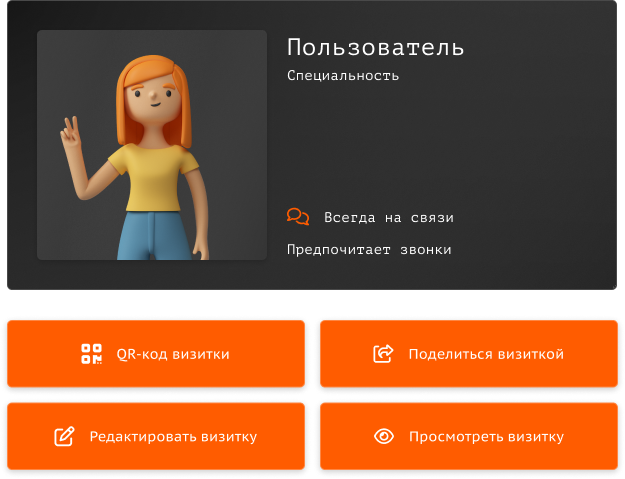 Пользователь
Специальность
Всегда на связи
Предпочитает звонки
QR-код визитки
Поделиться визиткой
Редактировать визитку
Просмотреть визитку